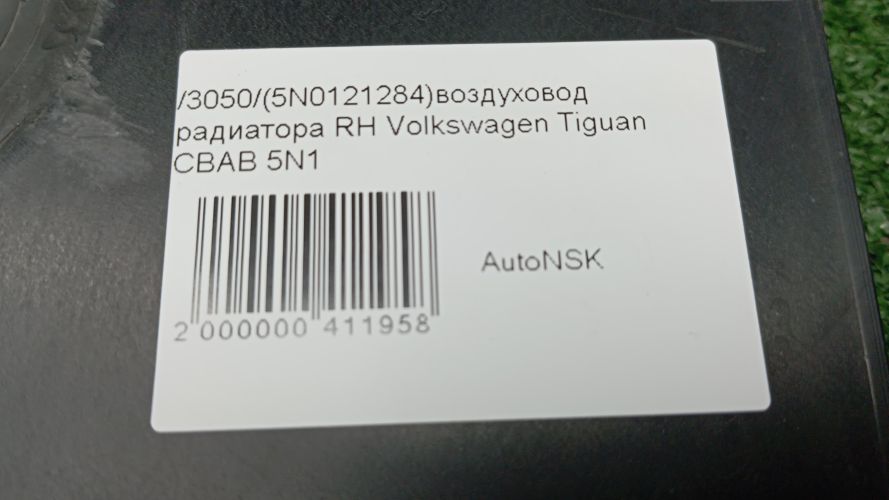 /3050/(5N0121284)воздуховод
радиатора RH Volkswagen Tiguan
CBAB 5N1
AutoNSK
2 000000 411958